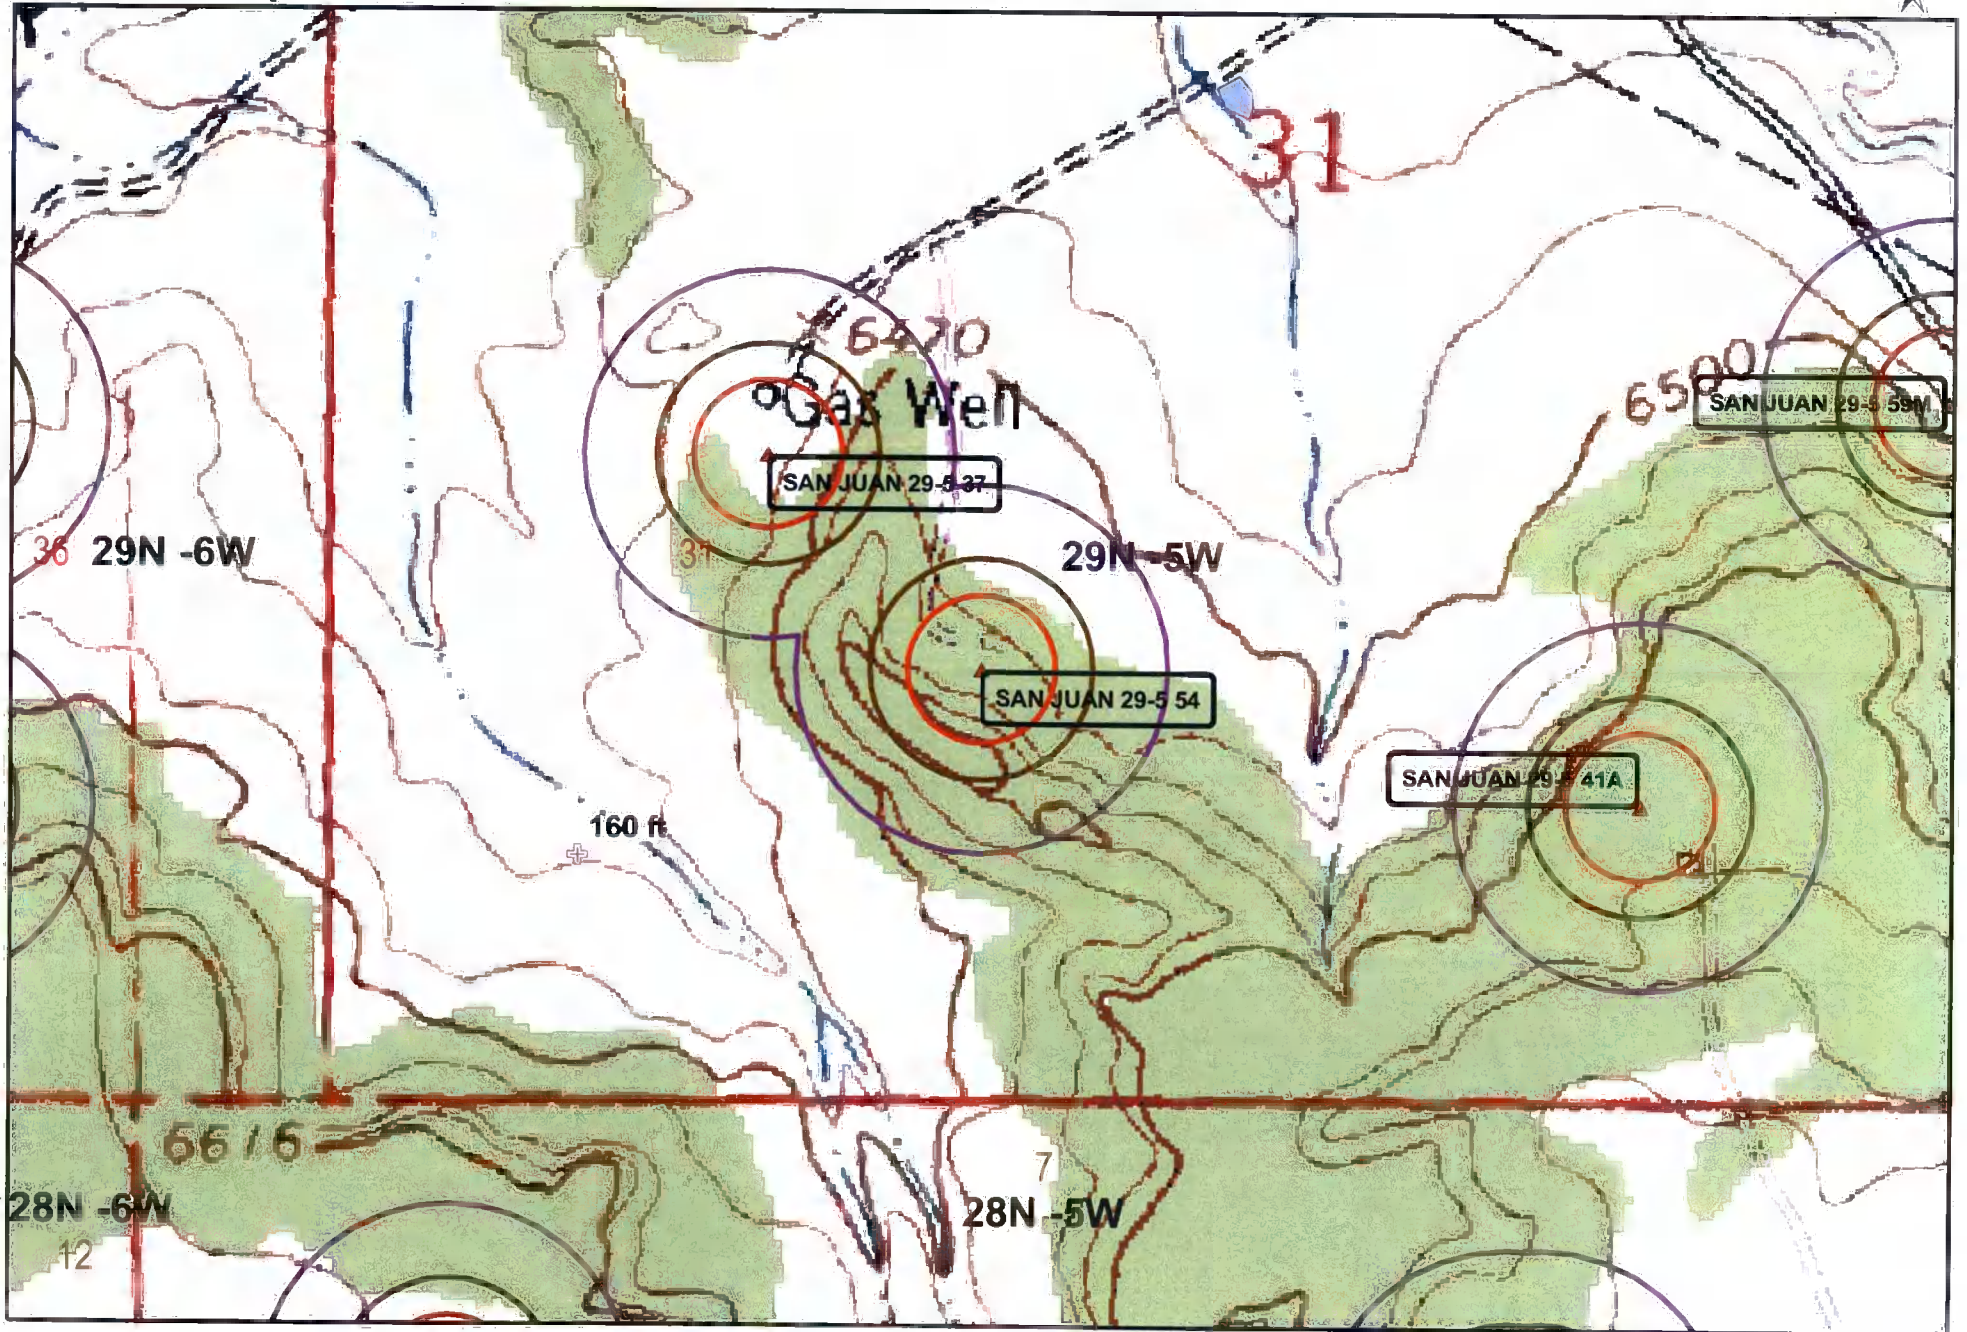 31
6470
Gas Well
6500
SAN JUAN 29-5 59M
SAN JUAN 29-5 37
36 29N -6W
31
29N -5W
SAN JUAN 29-5 54
SAN JUAN 29-5 41A
160 ft
6676
7
28N -6W
28N -5W
12